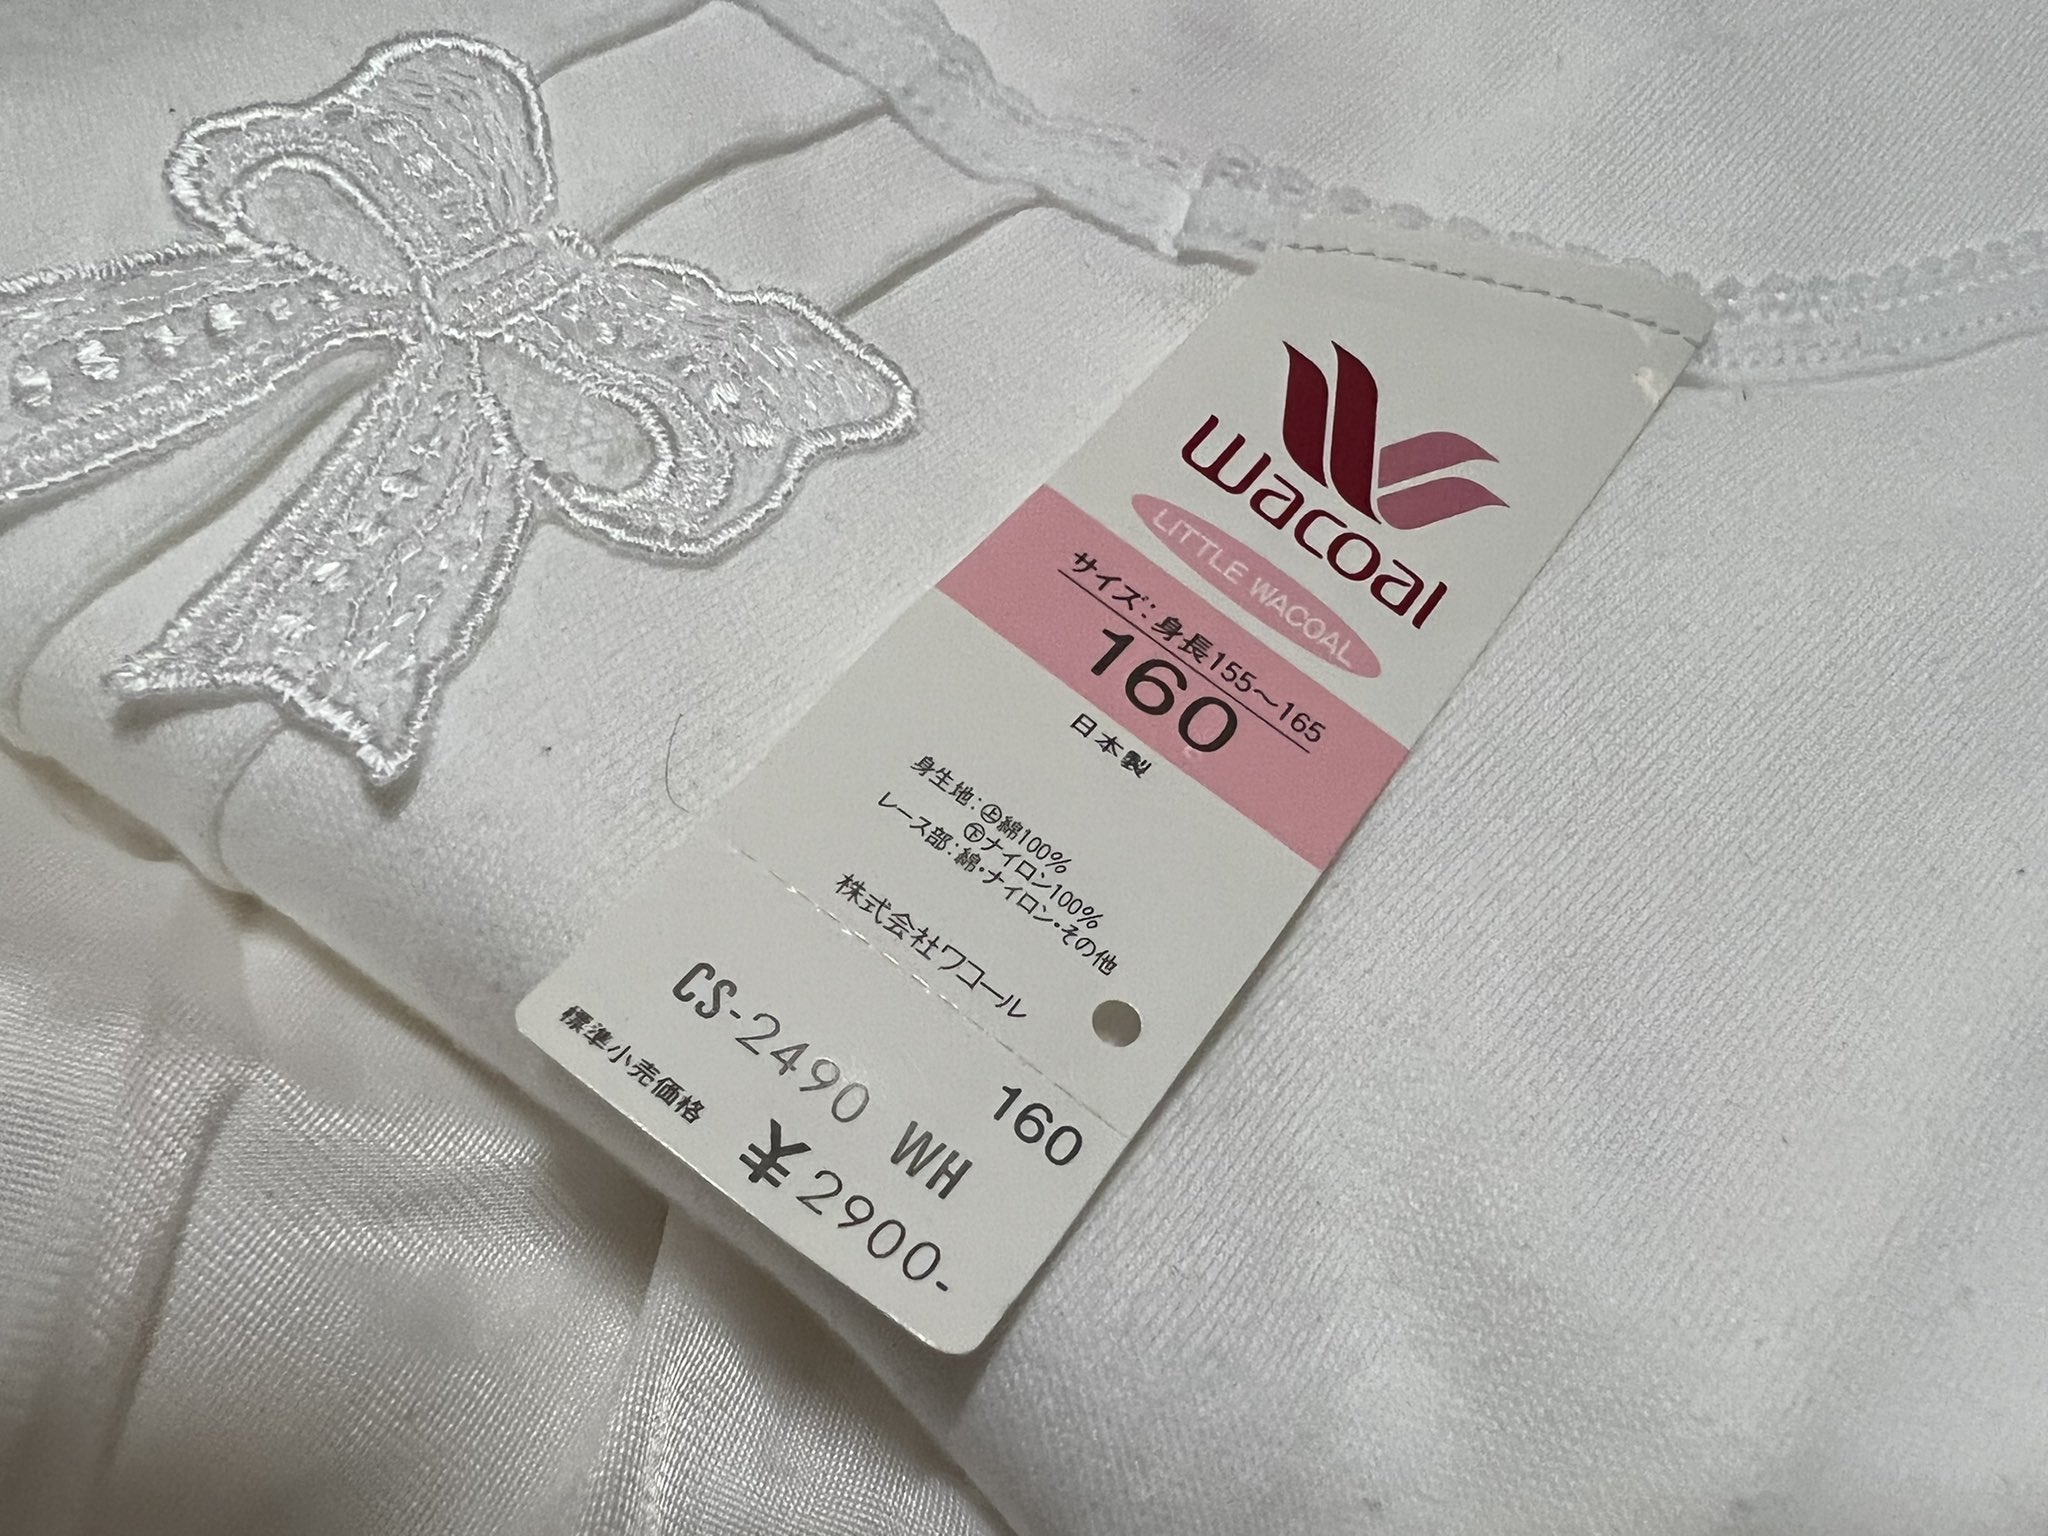 wacoal
LITTLE WACOAL
サイズ:身長155〜165
160
日本製
身生地:㊤綿100%
㊦ナイロン100%
レース部:綿・ナイロン・その他
株式会社ワコール
160
CS-2490 WH
標準小売価格
¥2900-